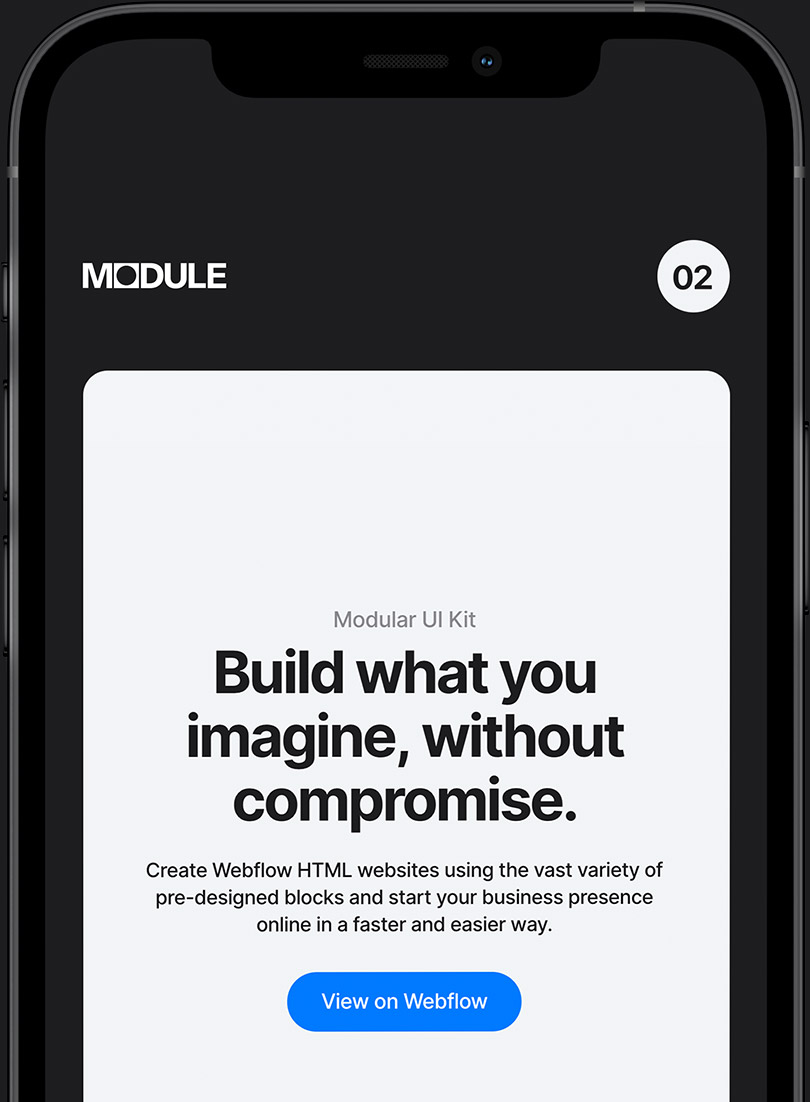 MODULE
02
Modular UI Kit
Build what you
imagine, without
compromise.
Create Webflow HTML websites using the vast variety of
pre-designed blocks and start your business presence
online in a faster and easier way.
View on Webflow